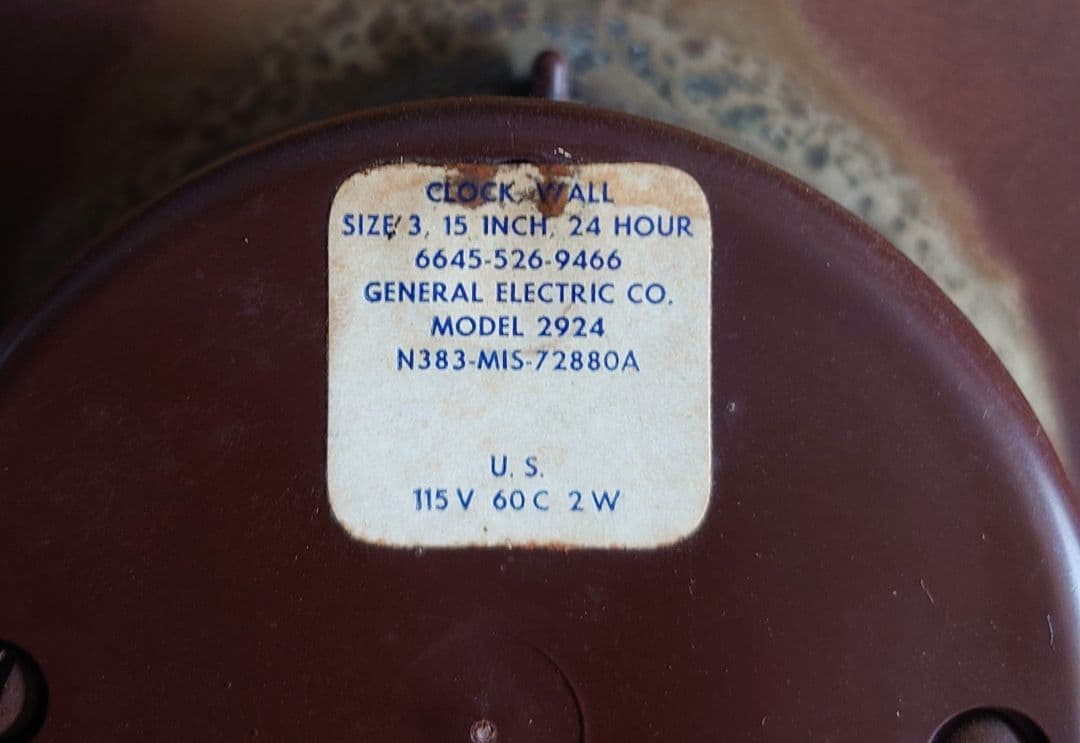 CLOCK, WALL
SIZE 3, 15 INCH, 24 HOUR
6645-526-9466
GENERAL ELECTRIC CO.
MODEL 2924
N383-MIS-72880A
U. S.
115 V 60 C 2 W